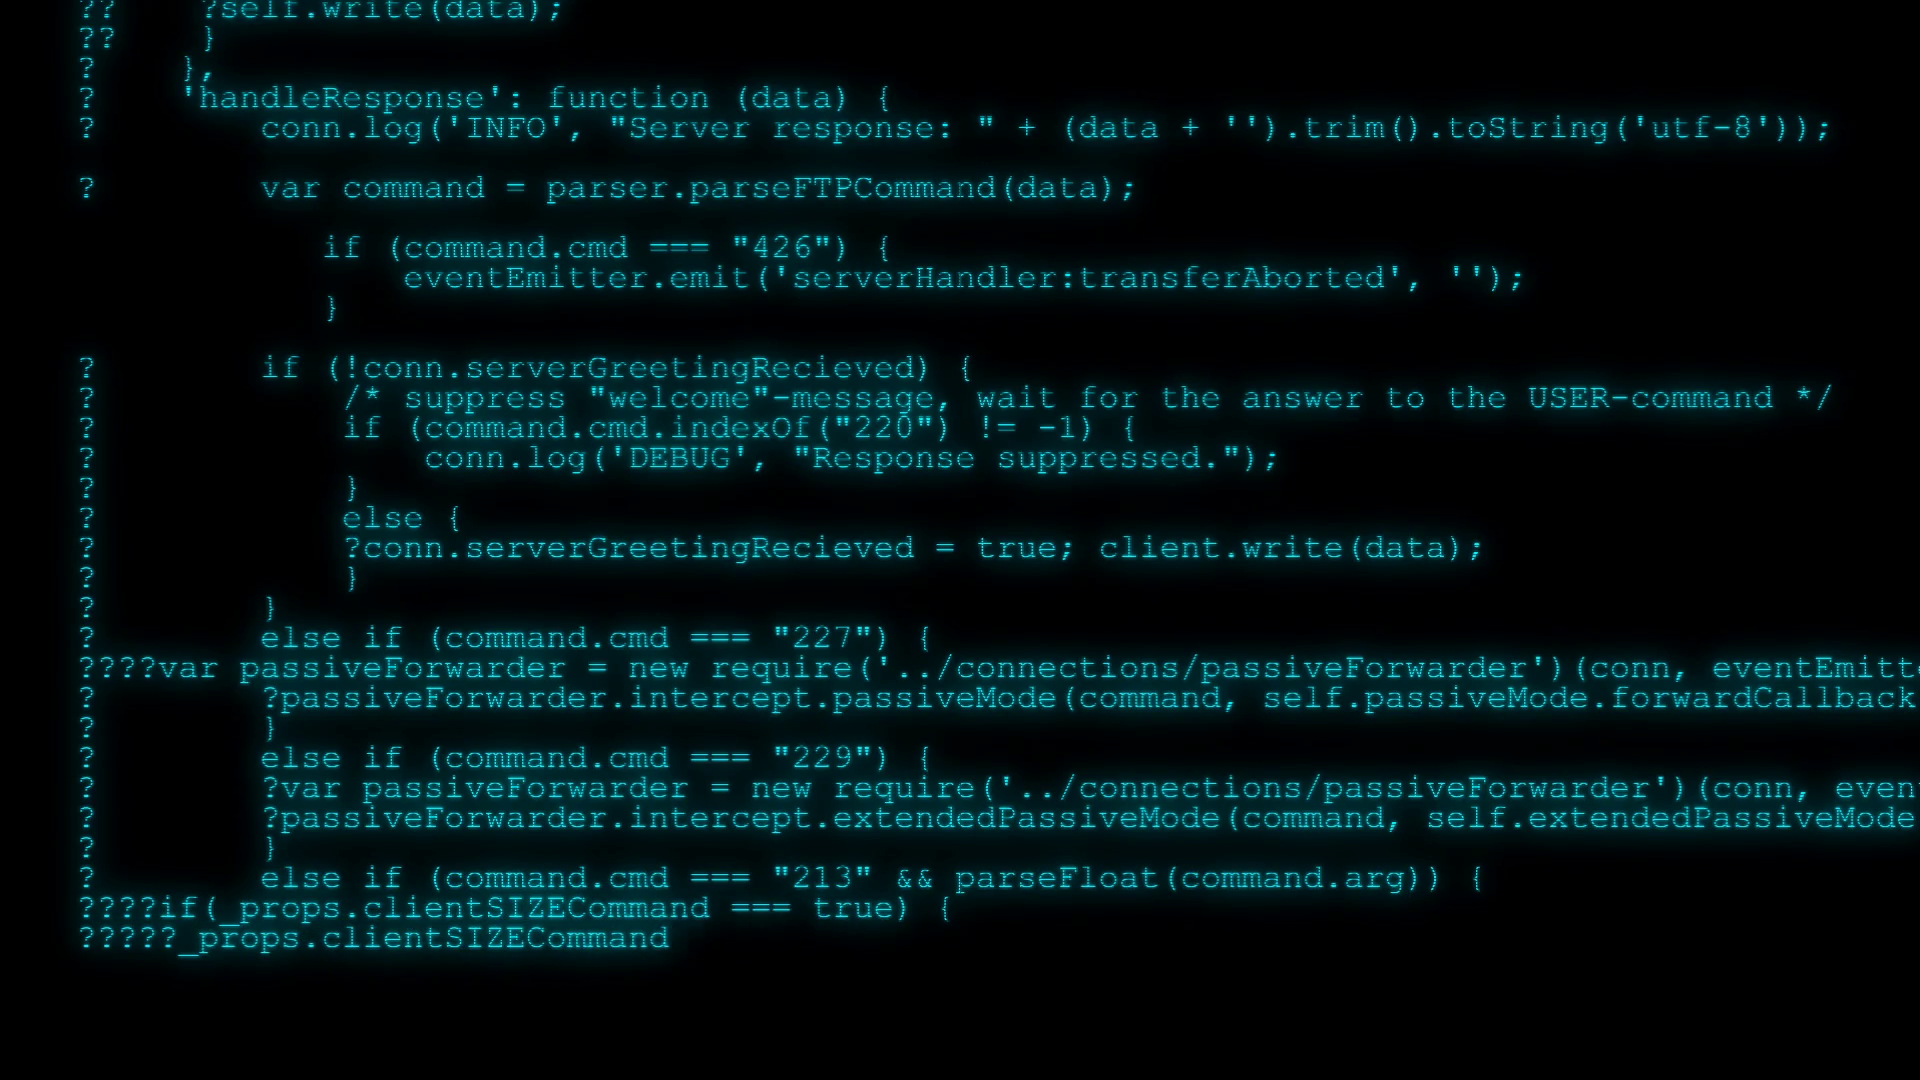 ??     ?self.write(data);
??     }
?     },
?     'handleResponse': function (data) {
?         conn.log('INFO', "Server response: " + (data + '').trim().toString('utf-8'));
?         var command = parser.parseFTPCommand(data);
            if (command.cmd === "426") {
                eventEmitter.emit('serverHandler:transferAborted', '');
            }
?         if (!conn.serverGreetingRecieved) {
?             /* suppress "welcome"-message, wait for the answer to the USER-command */
?             if (command.cmd.indexOf("220") != -1) {
?                 conn.log('DEBUG', "Response suppressed.");
?             }
?             else {
?             ?conn.serverGreetingRecieved = true; client.write(data);
?             }
?         }
?         else if (command.cmd === "227") {
????var passiveForwarder = new require('../connections/passiveForwarder')(conn, eventEmitt
?         ?passiveForwarder.intercept.passiveMode(command, self.passiveMode.forwardCallback
?         }
?         else if (command.cmd === "229") {
?         ?var passiveForwarder = new require('../connections/passiveForwarder')(conn, even
?         ?passiveForwarder.intercept.extendedPassiveMode(command, self.extendedPassiveMode
?         }
?         else if (command.cmd === "213" && parseFloat(command.arg)) {
????if(_props.clientSIZECommand === true) {
?????_props.clientSIZECommand